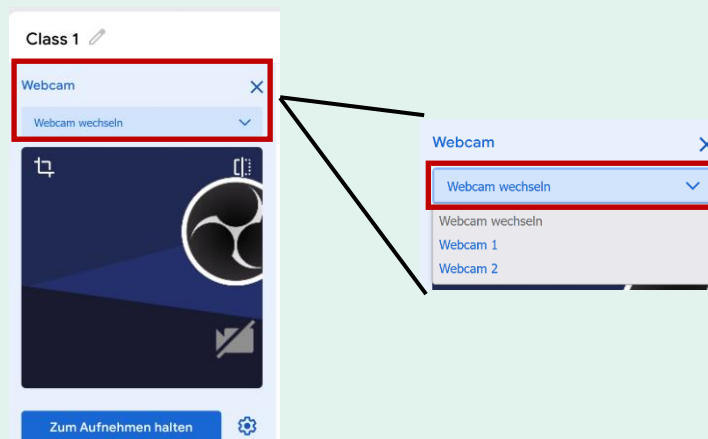 Class 1
Webcam
Webcam wechseln
Zum Aufnehmen halten
Webcam
Webcam wechseln
Webcam wechseln
Webcam 1
Webcam 2